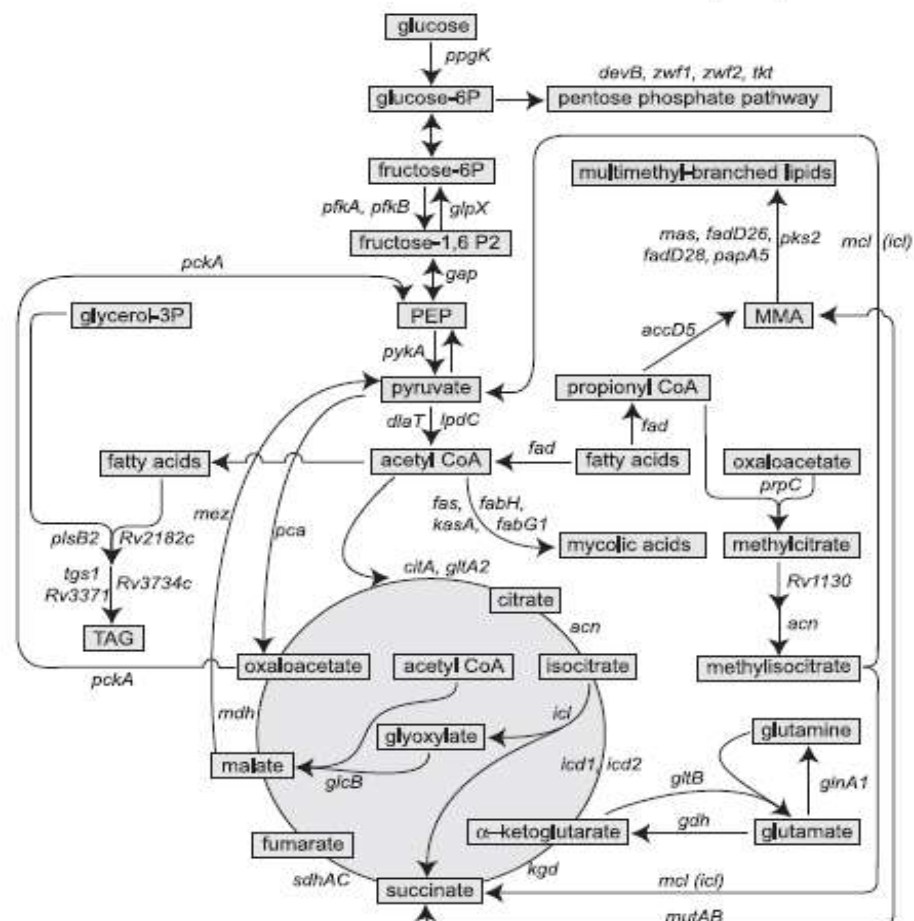 glucose
ppgK
devB, zwf1, zwf2, tkt
glucose-6P
pentose phosphate pathway
fructose-6P
multimethyl-branched lipids
pfkA, pfkB
glpX
mas, fadD26, pks2
fadD28, papA5
mcl (icl)
fructose-1,6 P2
pckA
gap
glycerol-3P
PEP
MMA
accD5
pykA
pyruvate
propionyl CoA
dlaT
lpdC
fad
fatty acids
acetyl CoA
fad
fatty acids
oxaloacetate
prpC
fas, fabH,
kasA, fabG1
mez
pca
plsB2
Rv2182c
mycolic acids
methylcitrate
tgs1
Rv3371
Rv3734c
citA, gltA2
Rv1130
citrate
acn
acn
TAG
oxaloacetate
acetyl CoA
isocitrate
methylisocitrate
pckA
mdh
icl
glyoxylate
glutamine
malate
glcB
icd1, icd2
gltB
glnA1
α-ketoglutarate
gdh
glutamate
fumarate
kgd
sdhAC
succinate
mcl (icl)
mutAB